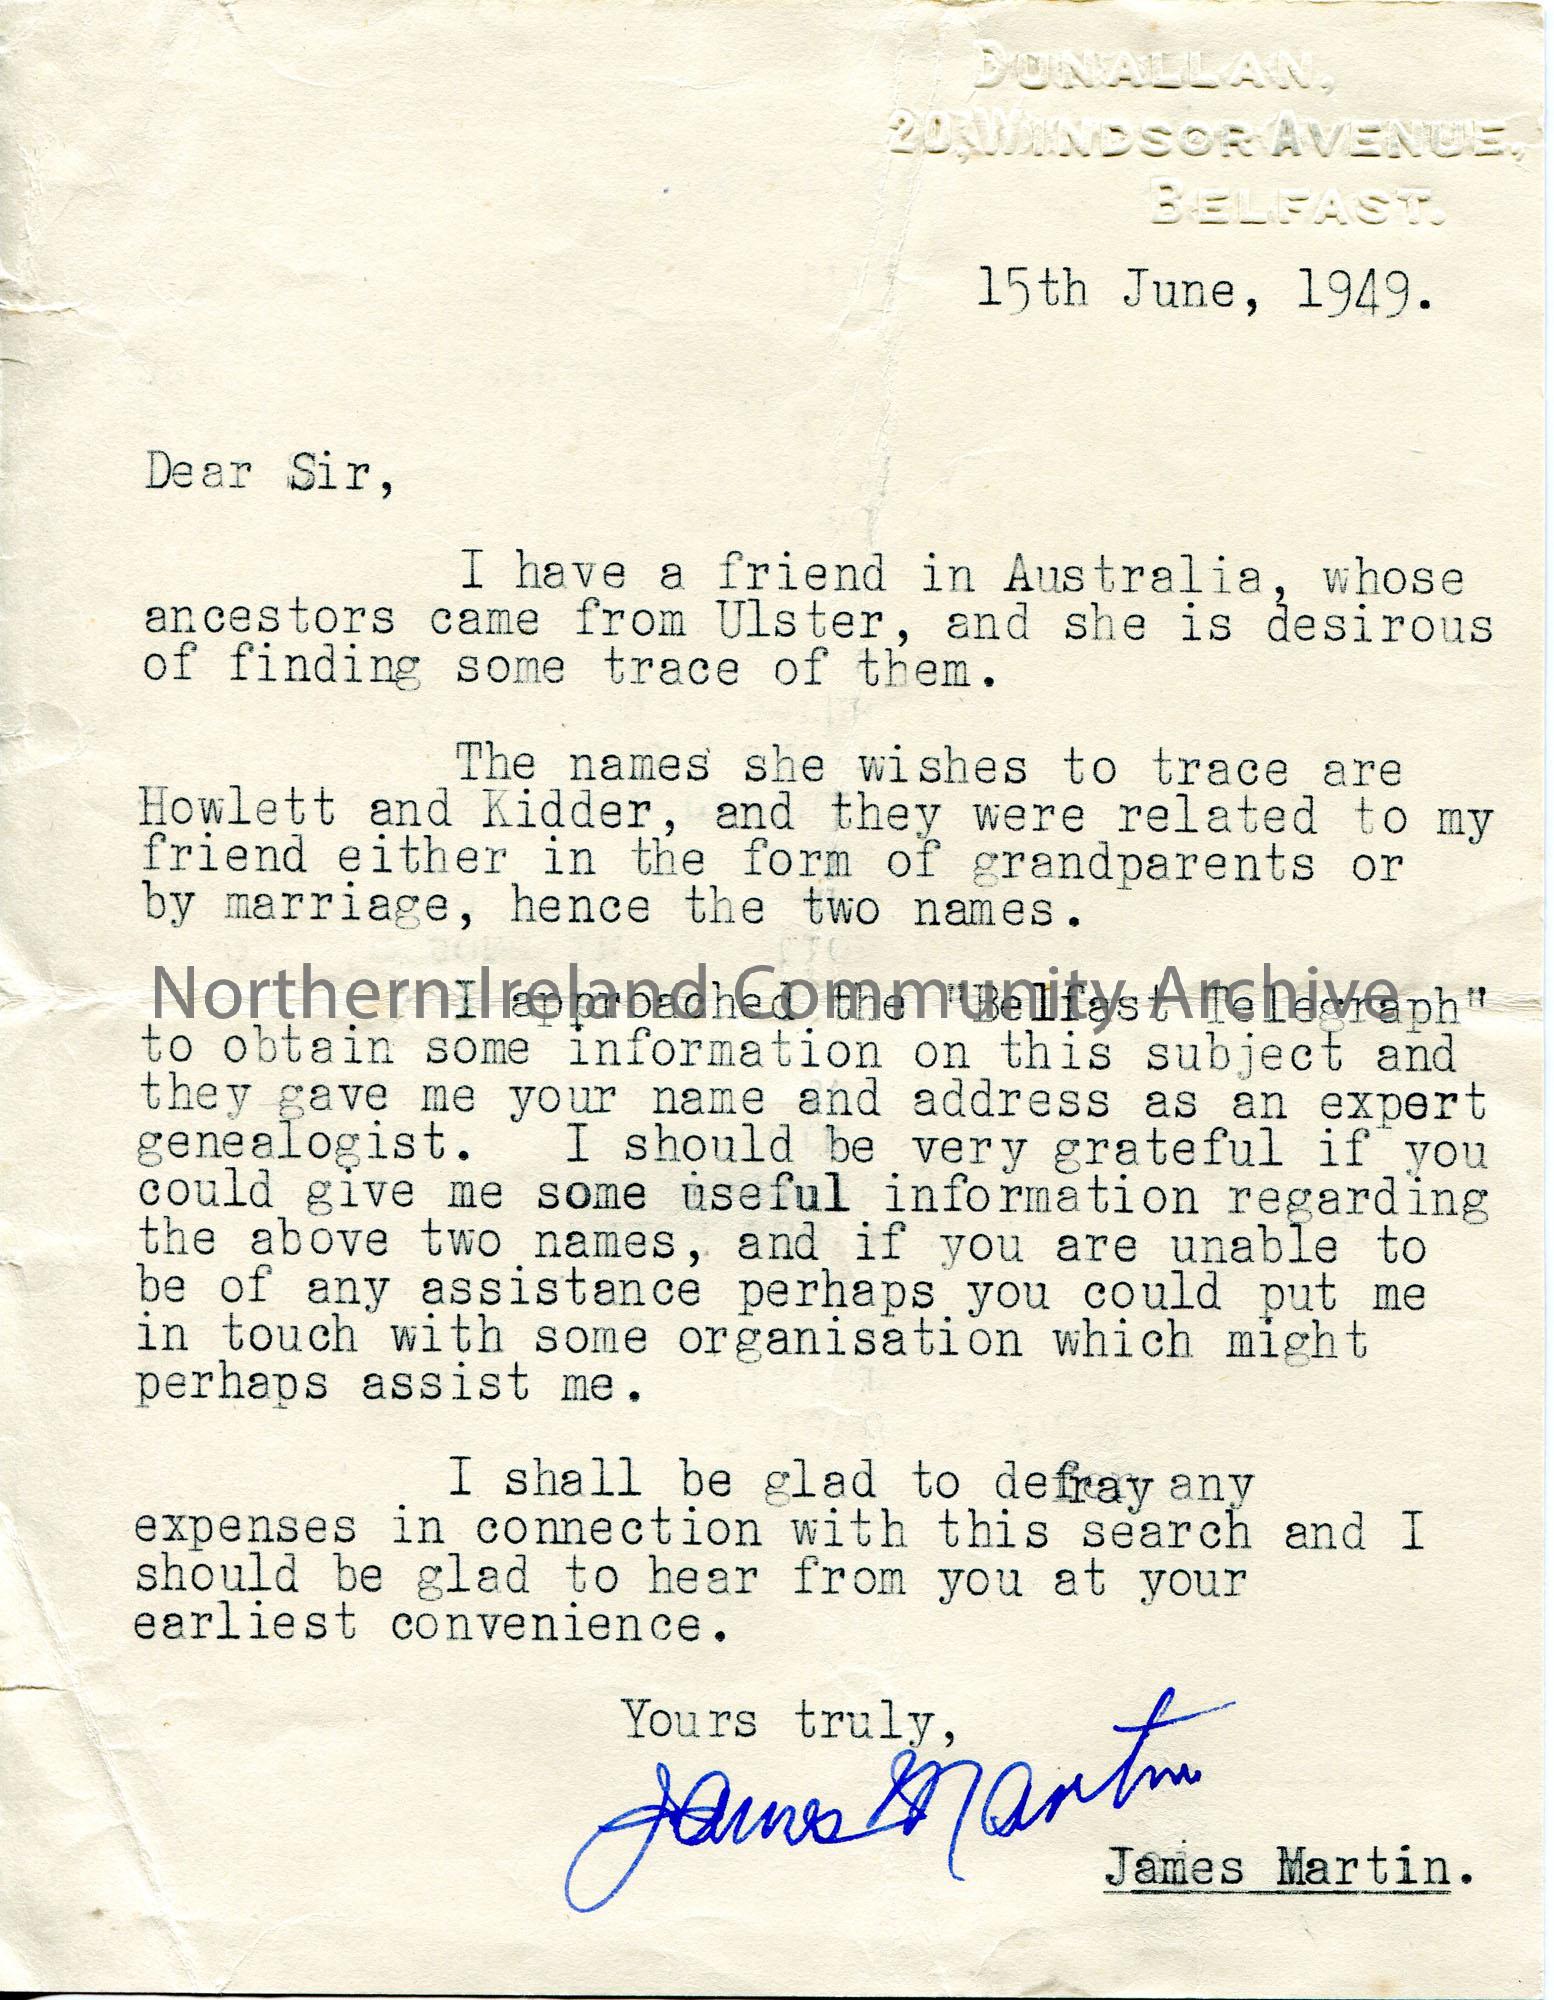 DUNALLAN,
20, WINDSOR AVENUE,
BELFAST.
15th June, 1949.
Dear Sir,
I have a friend in Australia, whose
ancestors came from Ulster, and she is desirous
of finding some trace of them.
The names she wishes to trace are
Howlett and Kidder, and they were related to my
friend either in the form of grandparents or
by marriage, hence the two names.
I approached the "Belfast Telegraph"
Northern Ireland Community Archive
to obtain some information on this subject and
they gave me your name and address as an expert
genealogist. I should be very grateful if you
could give me some useful information regarding
the above two names, and if you are unable to
be of any assistance perhaps you could put me
in touch with some organisation which might
perhaps assist me.
I shall be glad to defray any
expenses in connection with this search and I
should be glad to hear from you at your
earliest convenience.
Yours truly,
James Martin
James Martin.